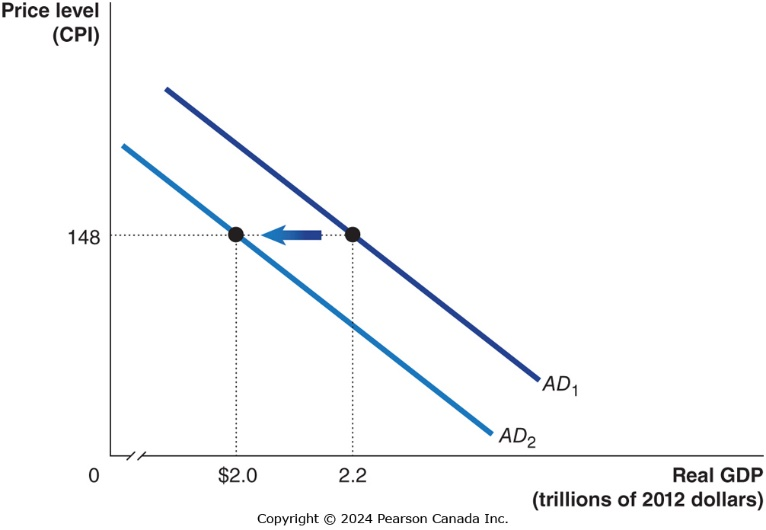 Price level
(CPI)
148
AD₁
AD₂
0
$2.0
2.2
Real GDP
(trillions of 2012 dollars)
Copyright © 2024 Pearson Canada Inc.